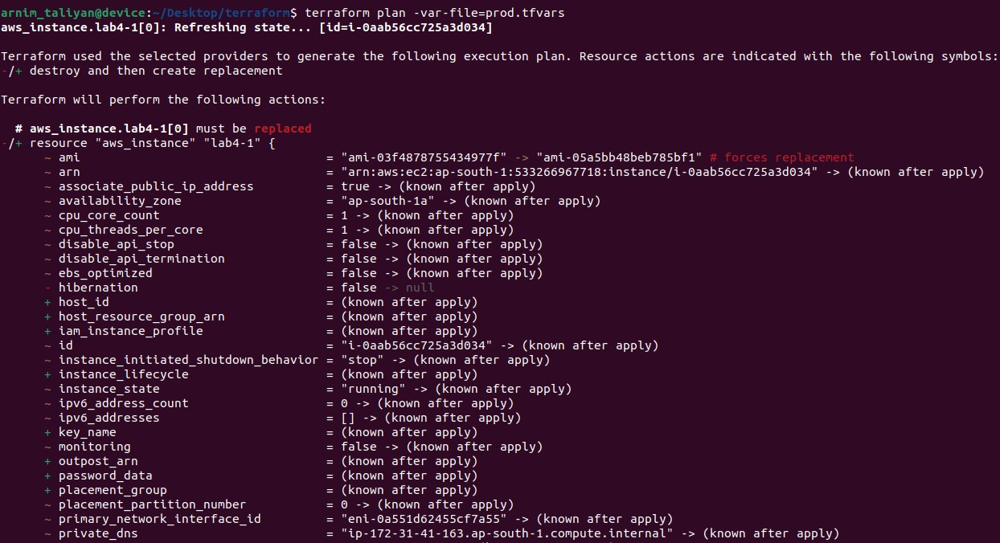 arnim_taliyan@device:~/Desktop/terraform$ terraform plan -var-file=prod.tfvars
aws_instance.lab4-1[0]: Refreshing state... [id=i-0aab56cc725a3d034]

Terraform used the selected providers to generate the following execution plan. Resource actions are indicated with the following symbols:
-/+ destroy and then create replacement

Terraform will perform the following actions:

  # aws_instance.lab4-1[0] must be replaced
-/+ resource "aws_instance" "lab4-1" {
      ~ ami                                  = "ami-03f4878755434977f" -> "ami-05a5bb48beb785bf1" # forces replacement
      ~ arn                                  = "arn:aws:ec2:ap-south-1:533266967718:instance/i-0aab56cc725a3d034" -> (known after apply)
      ~ associate_public_ip_address          = true -> (known after apply)
      ~ availability_zone                    = "ap-south-1a" -> (known after apply)
      ~ cpu_core_count                       = 1 -> (known after apply)
      ~ cpu_threads_per_core                 = 1 -> (known after apply)
      ~ disable_api_stop                     = false -> (known after apply)
      ~ disable_api_termination              = false -> (known after apply)
      ~ ebs_optimized                        = false -> (known after apply)
      - hibernation                          = false -> null
      + host_id                              = (known after apply)
      + host_resource_group_arn              = (known after apply)
      + iam_instance_profile                 = (known after apply)
      ~ id                                   = "i-0aab56cc725a3d034" -> (known after apply)
      ~ instance_initiated_shutdown_behavior = "stop" -> (known after apply)
      + instance_lifecycle                   = (known after apply)
      ~ instance_state                       = "running" -> (known after apply)
      ~ ipv6_address_count                   = 0 -> (known after apply)
      ~ ipv6_addresses                       = [] -> (known after apply)
      + key_name                             = (known after apply)
      ~ monitoring                           = false -> (known after apply)
      + outpost_arn                          = (known after apply)
      + password_data                        = (known after apply)
      + placement_group                      = (known after apply)
      ~ placement_partition_number           = 0 -> (known after apply)
      ~ primary_network_interface_id         = "eni-0a551d62455cf7a55" -> (known after apply)
      ~ private_dns                          = "ip-172-31-41-163.ap-south-1.compute.internal" -> (known after apply)